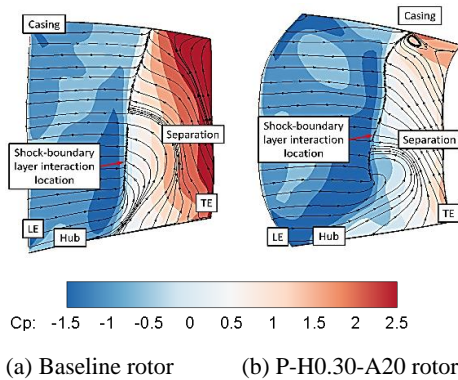 Casing
Separation
Shock-boundary
layer interaction
location
LE
Hub
TE
Casing
Shock-boundary
layer interaction
location
Separation
LE
Hub
TE
Cp: -1.5 -1 -0.5 0 0.5 1 1.5 2 2.5
(a) Baseline rotor
(b) P-H0.30-A20 rotor